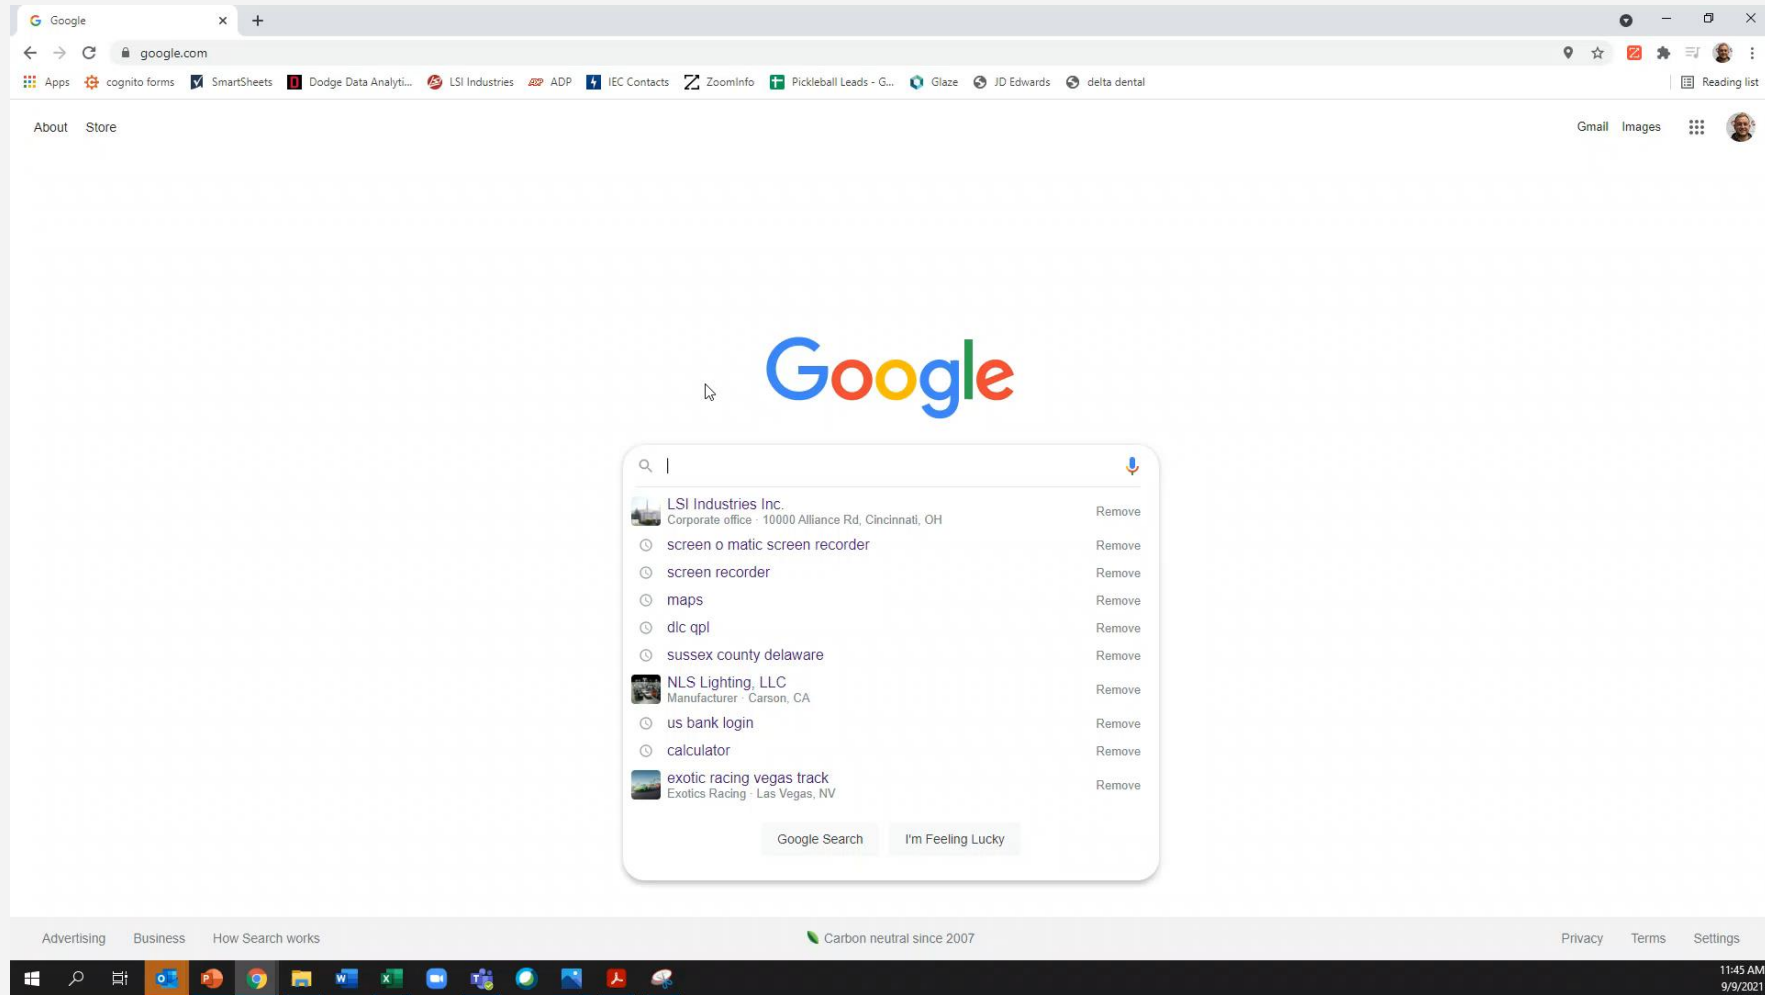 Google
google.com
Apps cognito forms SmartSheets Dodge Data Analyti... LSI Industries ADP IEC Contacts ZoomInfo Pickleball Leads - G... Glaze JD Edwards delta dental Reading list
About Store Gmail Images
Google
LSI Industries Inc.
Corporate office · 10000 Alliance Rd, Cincinnati, OH
Remove
screen o matic screen recorder Remove
screen recorder Remove
maps Remove
dlc qpl Remove
sussex county delaware Remove
NLS Lighting, LLC
Manufacturer · Carson, CA
Remove
us bank login Remove
calculator Remove
exotic racing vegas track
Exotics Racing · Las Vegas, NV
Remove
Google Search I'm Feeling Lucky
Advertising Business How Search works Carbon neutral since 2007 Privacy Terms Settings
11:45 AM
9/9/2021